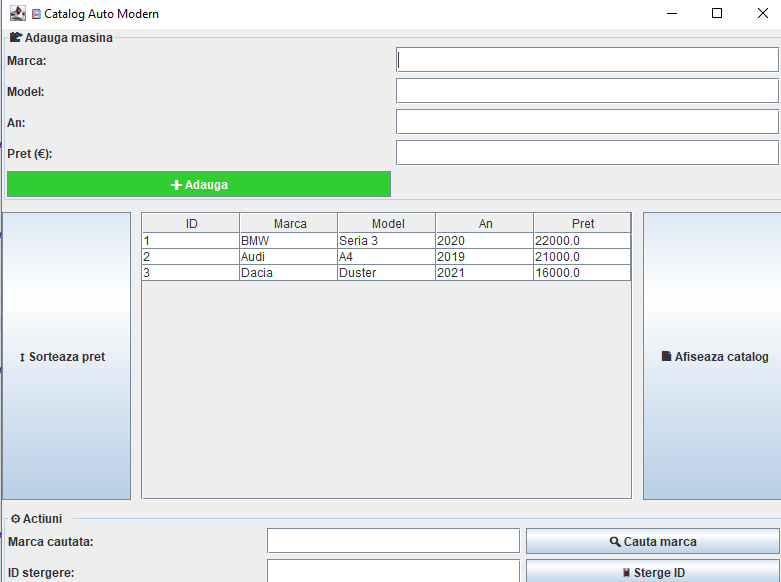 Catalog Auto Modern
Adauga masina
Marca:
Model:
An:
Pret (€):
Adauga
Sorteaza pret
ID Marca Model An Pret
1 BMW Seria 3 2020 22000.0
2 Audi A4 2019 21000.0
3 Dacia Duster 2021 16000.0
Afiseaza catalog
Actiuni
Marca cautata:
Cauta marca
ID stergere:
Sterge ID